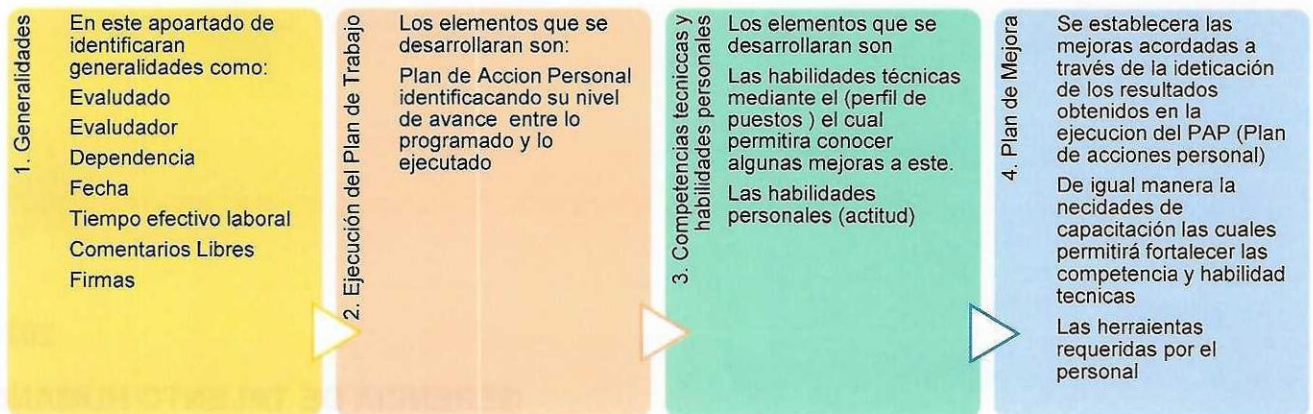 1. Generalidades
En este apoartado de
identificaran
generalidades como:
Evaluado
Evaludador
Dependencia
Fecha
Tiempo efectivo laboral
Comentarios Libres
Firmas
2. Ejecución del Plan de Trabajo
Los elementos que se
desarrollaran son:
Plan de Accion Personal
identificacando su nivel
de avance entre lo
programado y lo
ejecutado
3. Competencias tecniccas y
habilidades personales
Los elementos que se
desarrollaran son
Las habilidades técnicas
mediante el (perfil de
puestos ) el cual
permitira conocer
algunas mejoras a este.
Las habilidades
personales (actitud)
4. Plan de Mejora
Se establecera las
mejoras acordadas a
través de la ideticación
de los resultados
obtenidos en la
ejecucion del PAP (Plan
de acciones personal)
De igual manera la
necidades de
capacitación las cuales
permitirá fortalecer las
competencia y habilidad
tecnicas
Las herraientas
requeridas por el
personal